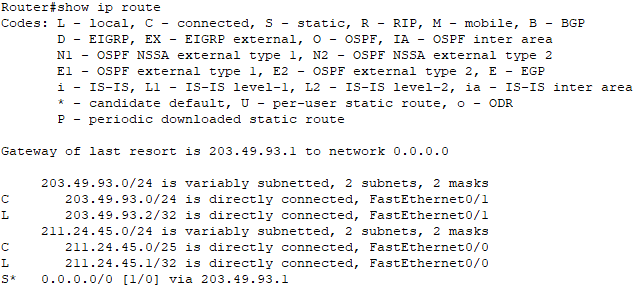 Router#show ip route
Codes: L - local, C - connected, S - static, R - RIP, M - mobile, B - BGP
       D - EIGRP, EX - EIGRP external, O - OSPF, IA - OSPF inter area
       N1 - OSPF NSSA external type 1, N2 - OSPF NSSA external type 2
       E1 - OSPF external type 1, E2 - OSPF external type 2, E - EGP
       i - IS-IS, L1 - IS-IS level-1, L2 - IS-IS level-2, ia - IS-IS inter area
       * - candidate default, U - per-user static route, o - ODR
       P - periodic downloaded static route
Gateway of last resort is 203.49.93.1 to network 0.0.0.0
     203.49.93.0/24 is variably subnetted, 2 subnets, 2 masks
C       203.49.93.0/24 is directly connected, FastEthernet0/1
L       203.49.93.2/32 is directly connected, FastEthernet0/1
     211.24.45.0/24 is variably subnetted, 2 subnets, 2 masks
C       211.24.45.0/25 is directly connected, FastEthernet0/0
L       211.24.45.1/32 is directly connected, FastEthernet0/0
S*   0.0.0.0/0 [1/0] via 203.49.93.1